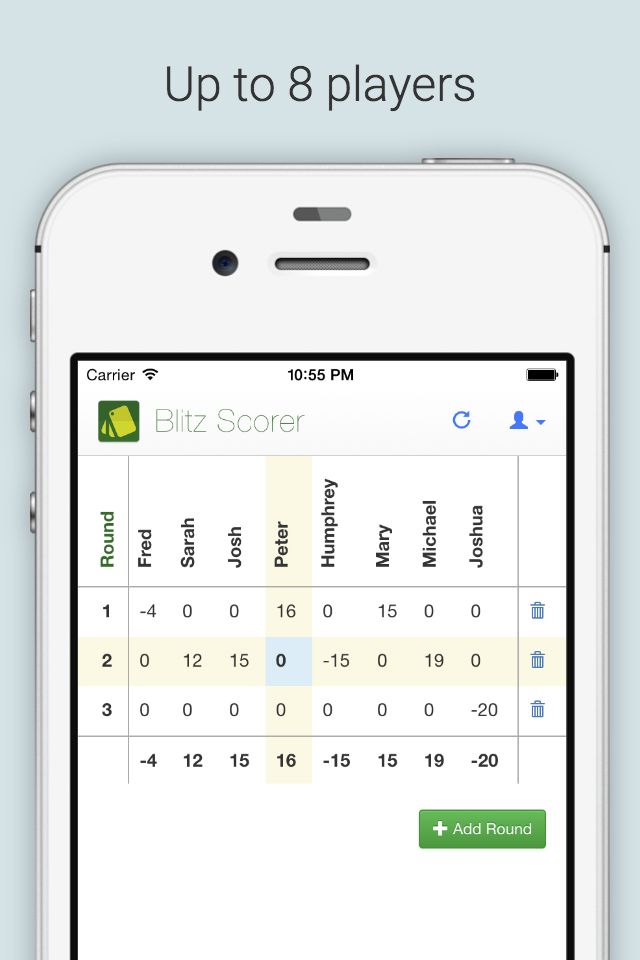 Up to 8 players
Carrier 10:55 PM
Blitz Scorer
Round Fred Sarah Josh Peter Humphrey Mary Michael Joshua
1 -4 0 0 16 0 15 0 0
2 0 12 15 0 -15 0 19 0
3 0 0 0 0 0 0 0 -20
-4 12 15 16 -15 15 19 -20
Add Round